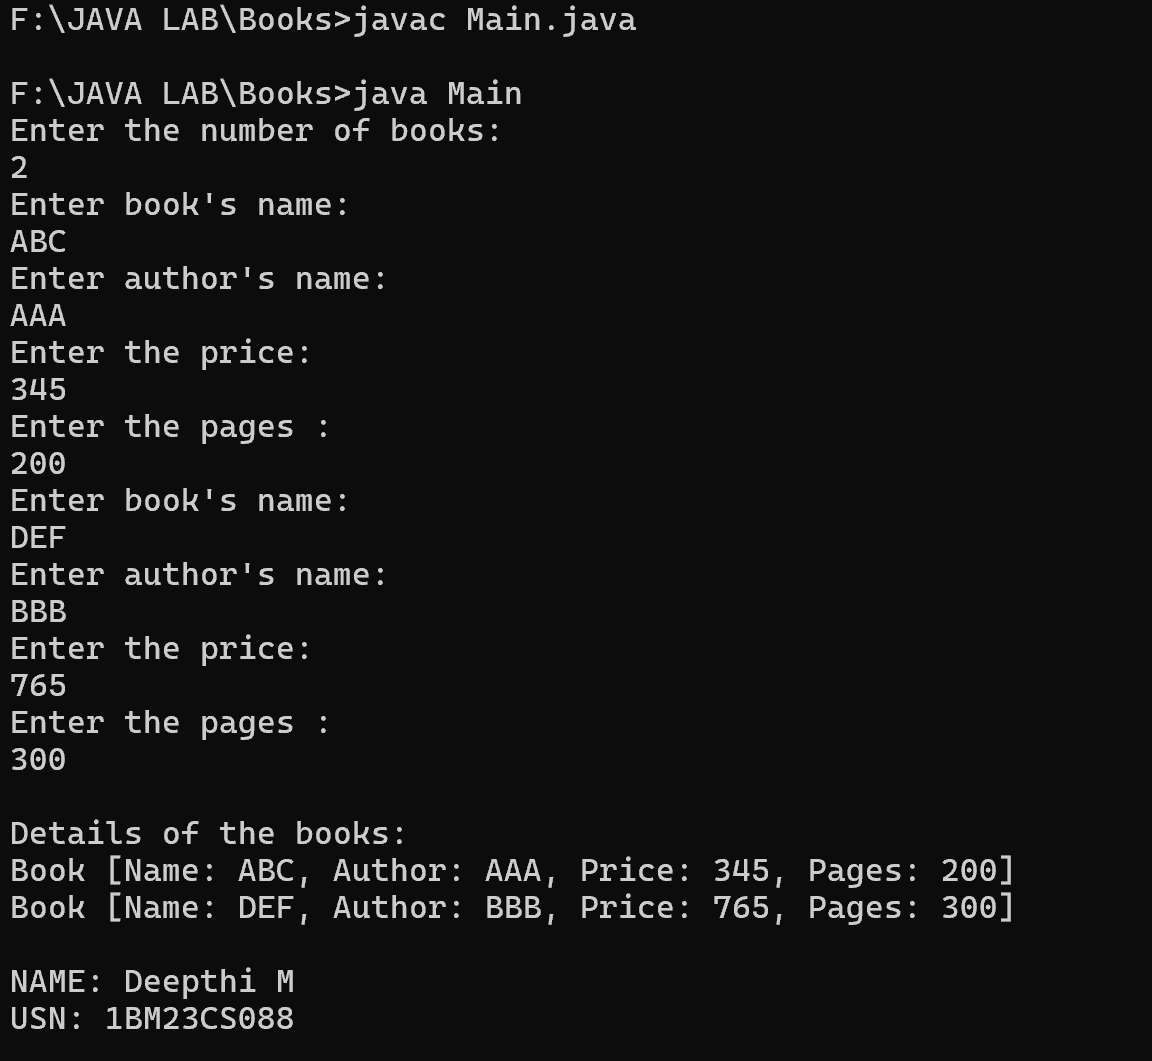 F:\JAVA LAB\Books>javac Main.java
F:\JAVA LAB\Books>java Main
Enter the number of books:
2
Enter book's name:
ABC
Enter author's name:
AAA
Enter the price:
345
Enter the pages :
200
Enter book's name:
DEF
Enter author's name:
BBB
Enter the price:
765
Enter the pages :
300
Details of the books:
Book [Name: ABC, Author: AAA, Price: 345, Pages: 200]
Book [Name: DEF, Author: BBB, Price: 765, Pages: 300]
NAME: Deepthi M
USN: 1BM23CS088